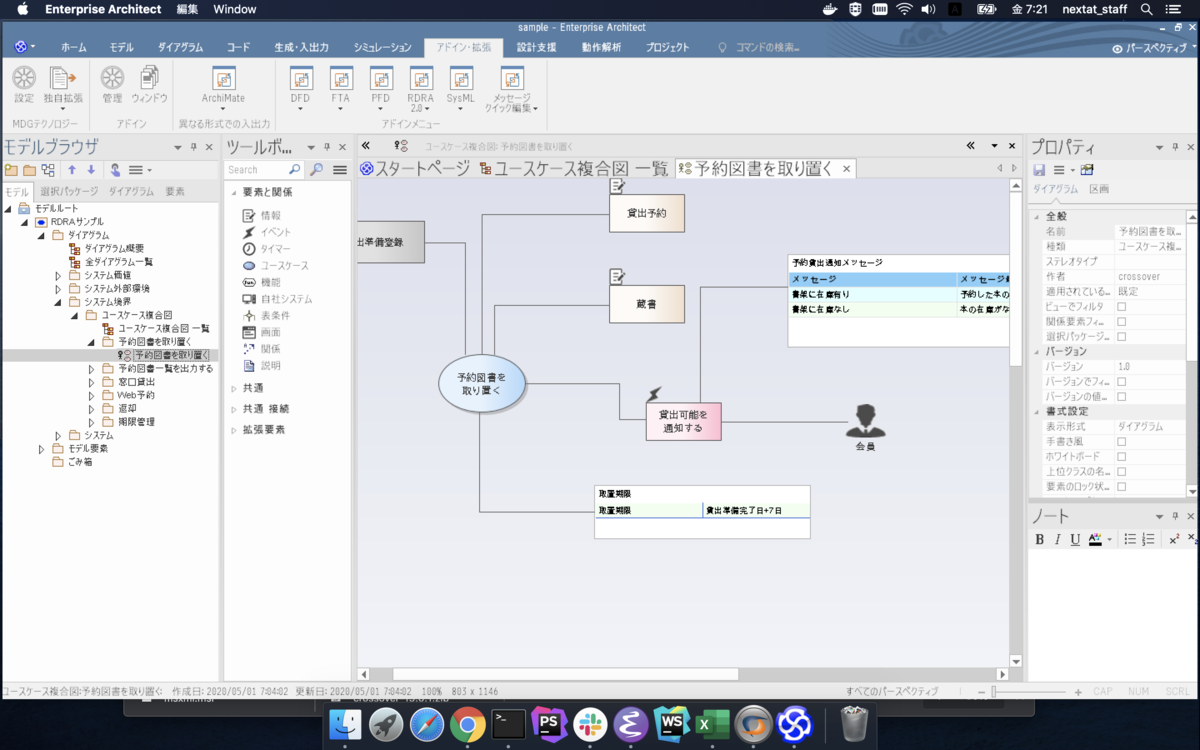 Enterprise Architect 編集 Window
金 7:21 nextat_staff
sample - Enterprise Architect
ホーム モデル ダイアグラム コード 生成・入出力 シミュレーション アドイン・拡張 設計支援 動作解析 プロジェクト コマンドの検索... パースペクティブ
設定 独自拡張 管理 ウィンドウ ArchiMate DFD FTA PFD RDRA 2.0 SysML メッセージ クイック編集
MDGテクノロジー アドイン 異なる形式での入出力 アドインメニュー
モデルブラウザ
モデル 選択パッケージ ダイアグラム 要素
モデルルート
RDRAサンプル
ダイアグラム
ダイアグラム概要
全ダイアグラム一覧
システム価値
システム外部環境
システム境界
ユースケース複合図
ユースケース複合図 一覧
予約図書を取り置く
予約図書を取り置く
予約図書一覧を出力する
窓口貸出
Web予約
返却
期限管理
システム
モデル要素
ごみ箱
ツールボ...
Search
要素と関係
情報
イベント
タイマー
ユースケース
機能
自社システム
表条件
画面
関係
説明
共通
共通 接続
拡張要素
ユースケース複合図: 予約図書を取り置く
スタートページ ユースケース複合図 一覧 予約図書を取り置く
貸出予約
出準備登録
蔵書
予約貸出通知メッセージ
メッセージ メッセージ
書架に在庫有り 予約した本の
書架に在庫なし 本の在庫がな
予約図書を
取り置く
貸出可能を
通知する
会員
取置期限
取置期限 貸出準備完了日+7日
プロパティ
ダイアグラム 区画
全般
名前 予約図書を取...
種類 ユースケース複...
ステレオタイプ
作者 crossover
適用されている... 既定
ビューでフィルタ
関係要素フィ...
選択パッケージ...
バージョン
バージョン 1.0
バージョンでフィ...
バージョンの値...
書式設定
表示形式 ダイアグラム
手書き風
ホワイトボード
上位クラスの名...
要素のロック状...
ノート
B I U
ユースケース複合図:予約図書を取り置く: 作成日: 2020/05/01 7:04:02 更新日: 2020/05/01 7:04:02 100% 803 x 1146 すべてのパースペクティブ CAP NUM SCRL
PS WS